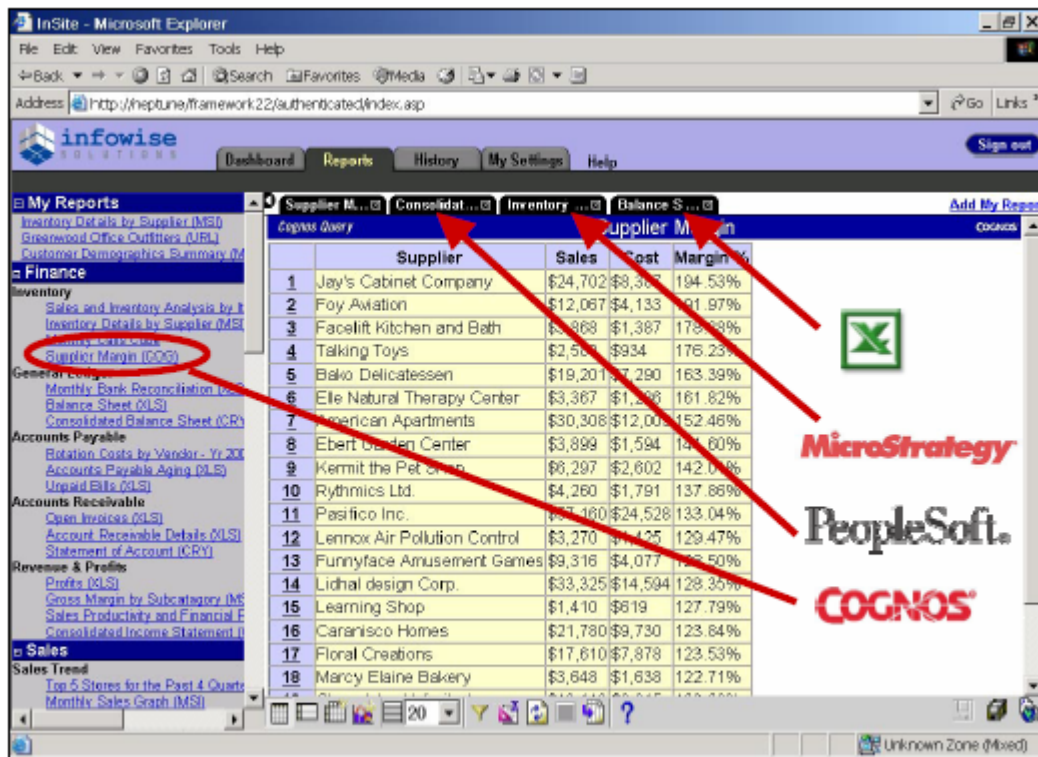 InSite - Microsoft Explorer
File Edit View Favorites Tools Help
Back Search Favorites Media
Address http://neptune/framework22/authenticated/index.asp Go Links
infowise
SOLUTIONS
Dashboard Reports History My Settings Help Sign out
My Reports
Inventory Details by Supplier (MSI)
Greenwood Office Outfitters (URL)
Customer Demographics Summary (M
Finance
Inventory
Sales and Inventory Analysis by It
Inventory Details by Supplier (MSI
Supplier Margin (COG)
General Ledger
Monthly Bank Reconciliation
Balance Sheet (XLS)
Consolidated Balance Sheet (CRY
Accounts Payable
Rotation Costs by Vendor - Yr 200
Accounts Payable Aging (XLS)
Unpaid Bills (XLS)
Accounts Receivable
Open Invoices (XLS)
Account Receivable Details (XLS)
Statement of Account (CRY)
Revenue & Profits
Profits (XLS)
Gross Margin by Subcatagory (MS
Sales Productivity and Financial F
Consolidated Income Statement (
Sales
Sales Trend
Top 5 Stores for the Past 4 Quarte
Monthly Sales Graph (MSI)
Supplier M... Consolidat... Inventory ... Balance S ... Add My Repor
Cognos Query Supplier Margin COGNOS
Supplier Sales Cost Margin %
1 Jay's Cabinet Company $24,702 194.53%
2 Foy Aviation $12,067 $4,133
3 Facelift Kitchen and Bath $1,387
4 Talking Toys $934 176.23%
5 Bako Delicatessen $19,201 163.39%
6 Elle Natural Therapy Center $3,367 161.82%
7 American Apartments $30,308 152.46%
8 Ebert Garden Center $3,899 $1,594
9 Kermit the Pet Shop $6,297 $2,602
10 Rythmics Ltd. $4,260 $1,791 137.86%
11 Pasifico Inc. $24,528 133.04%
12 Lennox Air Pollution Control $3,270 129.47%
13 Funnyface Amusement Games $9,316 $4,077
14 Lidhal design Corp. $33,325 $14,594 128.35%
15 Learning Shop $1,410 $619 127.79%
16 Caranisco Homes $21,780 $9,730 123.84%
17 Floral Creations $17,610 $7,878 123.53%
18 Marcy Elaine Bakery $3,648 $1,638 122.71%
20
MicroStrategy
PeopleSoft.
COGNOS
Unknown Zone (Mixed)